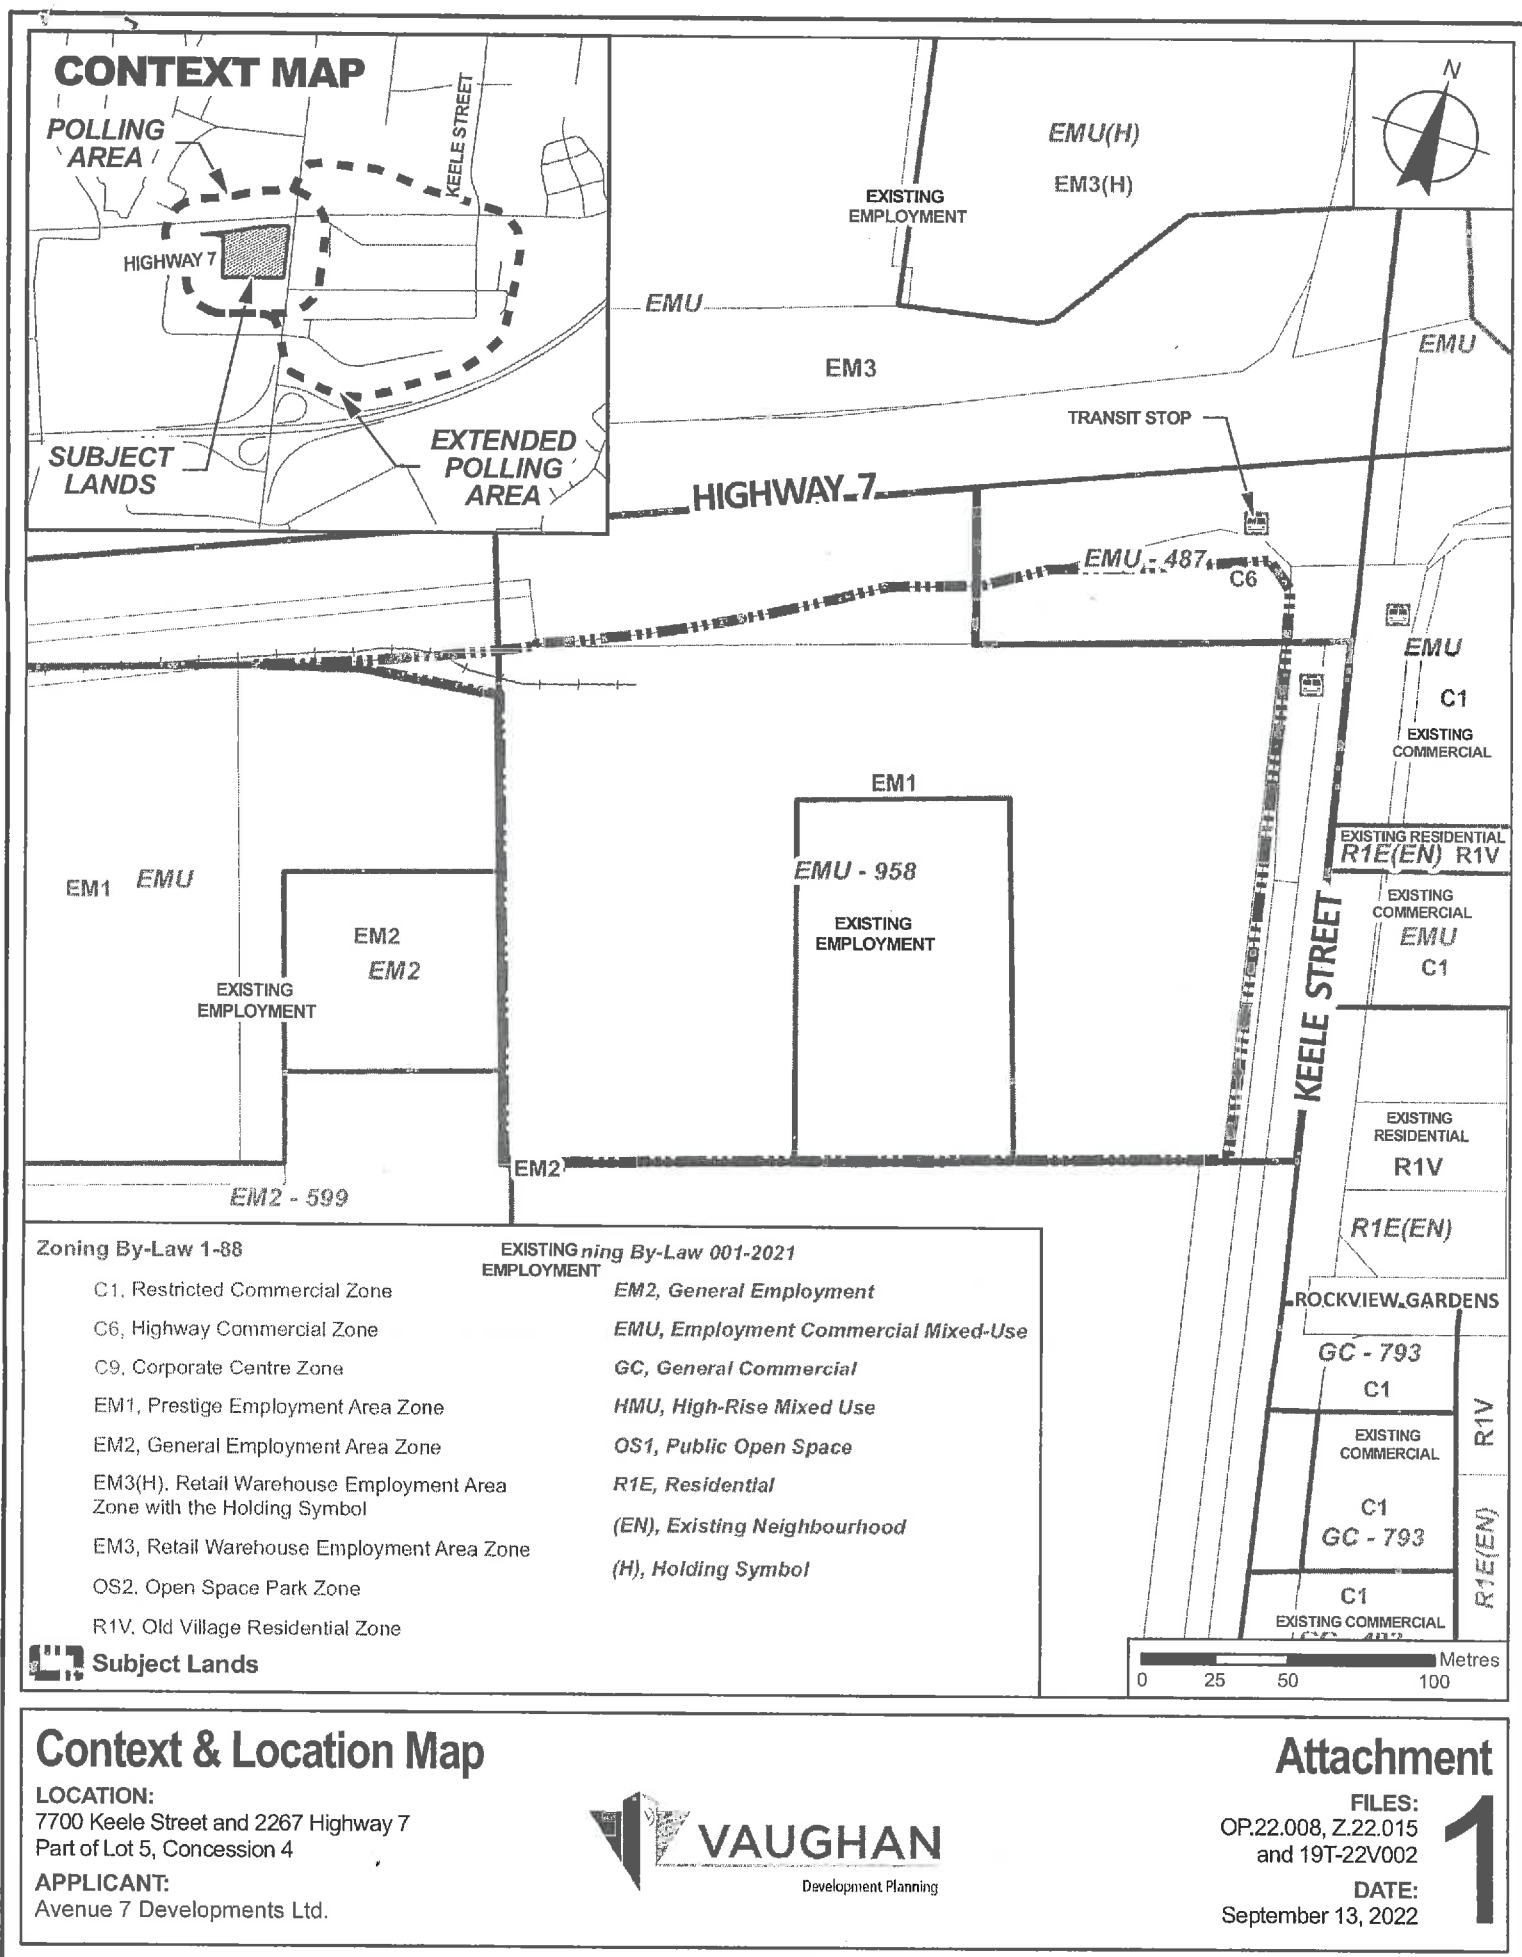 CONTEXT MAP
POLLING
AREA
KEELE STREET
HIGHWAY 7
SUBJECT
LANDS
EXTENDED
POLLING
AREA
N
EMU(H)
EM3(H)
EXISTING
EMPLOYMENT
EMU
EM3
EMU
TRANSIT STOP
HIGHWAY 7
EMU - 487
C6
EMU
C1
EXISTING
COMMERCIAL
EM1
EXISTING RESIDENTIAL
R1E(EN) R1V
EM1 EMU
EMU - 958
EXISTING
EMPLOYMENT
EXISTING
COMMERCIAL
EMU
C1
EM2
EM2
EXISTING
EMPLOYMENT
KEELE STREET
EXISTING
RESIDENTIAL
R1V
EM2
EM2 - 599
R1E(EN)
ROCKVIEW GARDENS
GC - 793
C1
R1V
EXISTING
COMMERCIAL
C1
GC - 793
R1E(EN)
C1
EXISTING COMMERCIAL
Zoning By-Law 1-88
C1, Restricted Commercial Zone
C6, Highway Commercial Zone
C9, Corporate Centre Zone
EM1, Prestige Employment Area Zone
EM2, General Employment Area Zone
EM3(H), Retail Warehouse Employment Area
Zone with the Holding Symbol
EM3, Retail Warehouse Employment Area Zone
OS2, Open Space Park Zone
R1V, Old Village Residential Zone
Subject Lands
EXISTING
EMPLOYMENT
ning By-Law 001-2021
EM2, General Employment
EMU, Employment Commercial Mixed-Use
GC, General Commercial
HMU, High-Rise Mixed Use
OS1, Public Open Space
R1E, Residential
(EN), Existing Neighbourhood
(H), Holding Symbol
Metres
0 25 50 100
Context & Location Map
LOCATION:
7700 Keele Street and 2267 Highway 7
Part of Lot 5, Concession 4
APPLICANT:
Avenue 7 Developments Ltd.
VAUGHAN
Development Planning
Attachment
1
FILES:
OP.22.008, Z.22.015
and 19T-22V002
DATE:
September 13, 2022